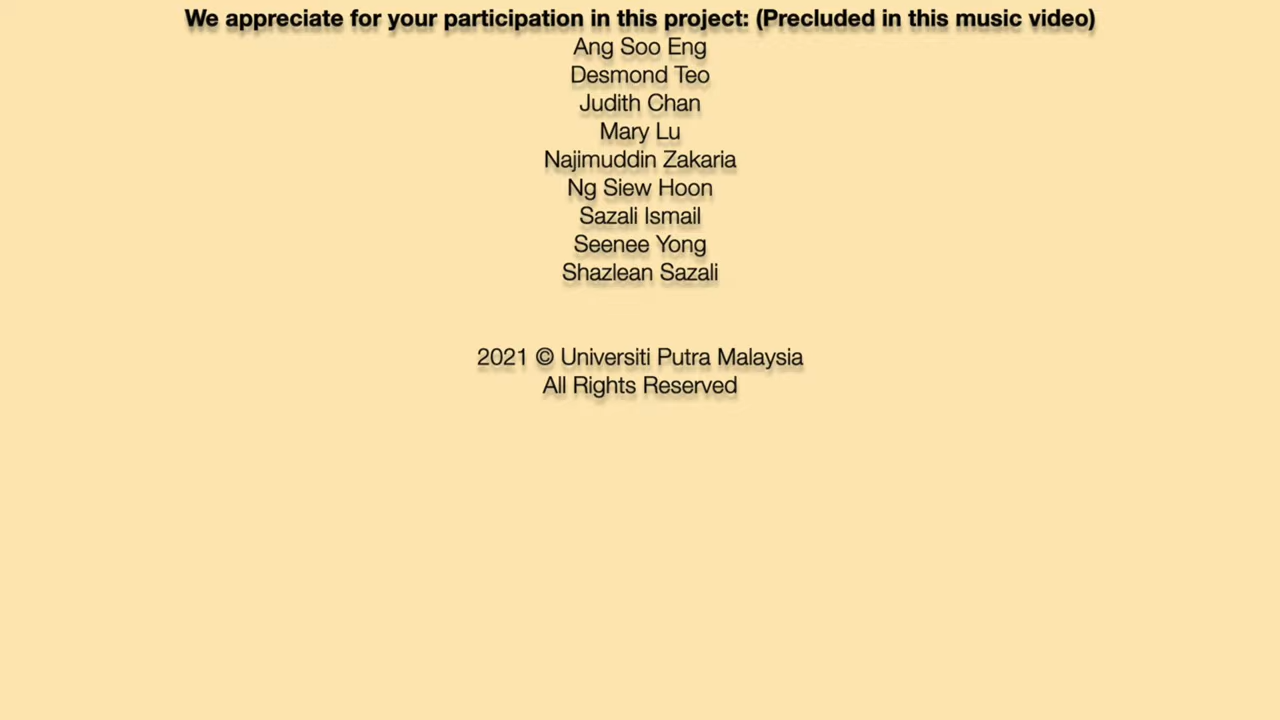 We appreciate for your participation in this project: (Precluded in this music video)
Ang Soo Eng
Desmond Teo
Judith Chan
Mary Lu
Najimuddin Zakaria
Ng Siew Hoon
Sazali Ismail
Seenee Yong
Shazlean Sazali
2021 © Universiti Putra Malaysia
All Rights Reserved